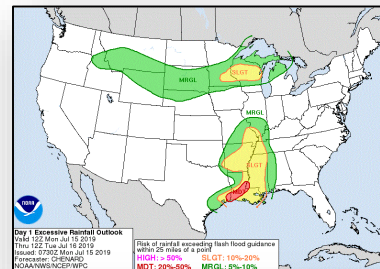 MRGL
SLGT
MRGL
SLGT
MDT
noaa
Day 1 Excessive Rainfall Outlook
Valid 12Z Mon Jul 15 2019
Thru 12Z Tue Jul 16 2019
Issued: 0730Z Mon Jul 15 2019
Forecaster: CHENARD
NOAA/NWS/NCEP/WPC
Risk of rainfall exceeding flash flood guidance
within 25 miles of a point
HIGH: > 50%
SLGT: 10%-20%
MDT: 20%-50%
MRGL: 5%-10%